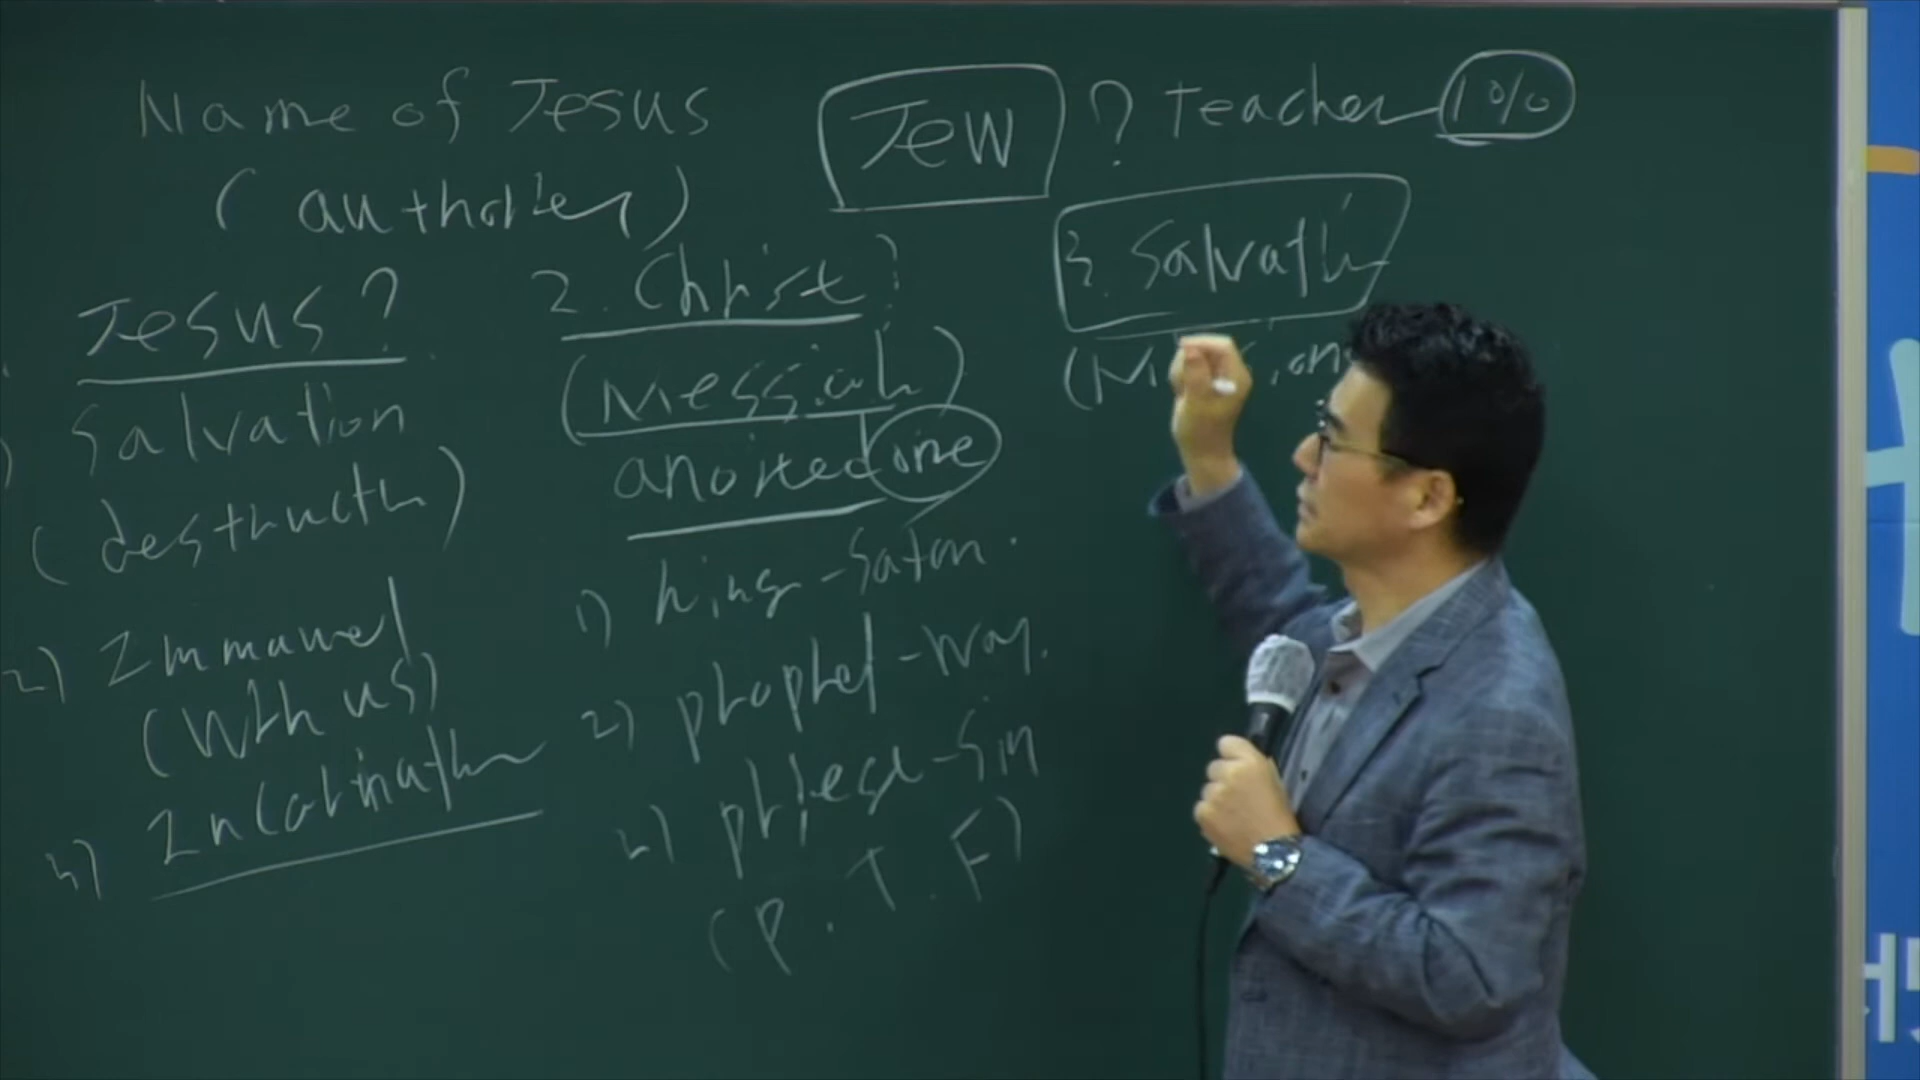 Name of Jesus
(authority)
Jew ? Teacher 1%
Jesus?
1) Salvation
(destruction)
2) Immanuel
(with us)
3) Incarnation
2. Christ?
(Messiah)
anointed one
1) king - Satan.
2) prophet - way.
3) priest - sin
(P. T. F)
3. Salvation